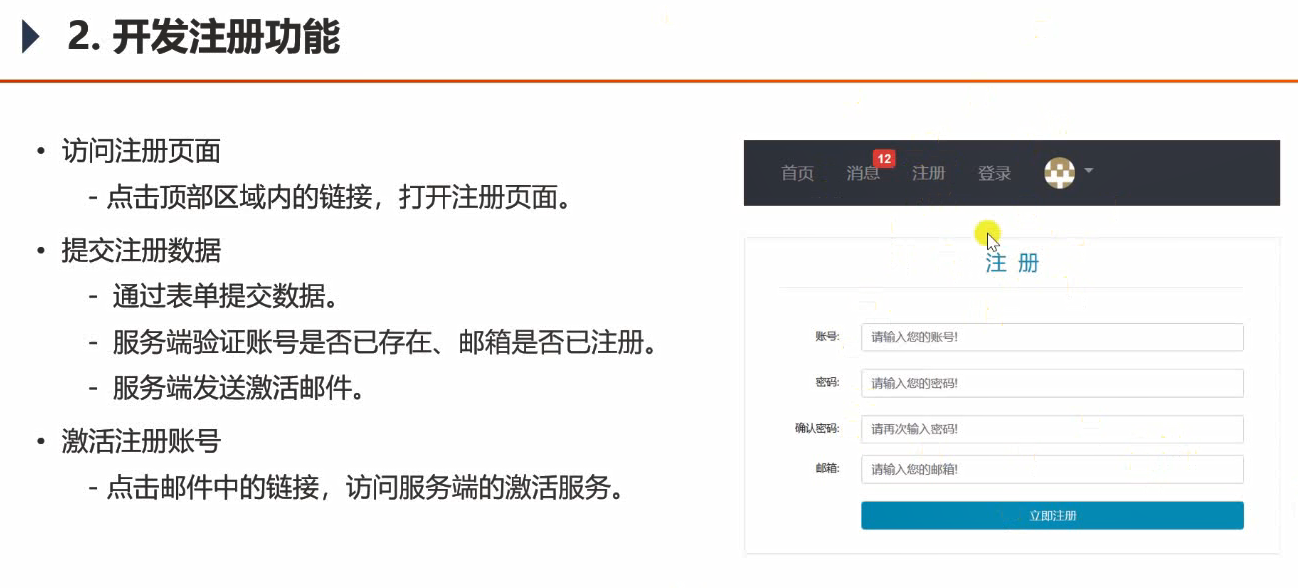 2. 开发注册功能
• 访问注册页面
- 点击顶部区域内的链接，打开注册页面。
• 提交注册数据
- 通过表单提交数据。
- 服务端验证账号是否已存在、邮箱是否已注册。
- 服务端发送激活邮件。
• 激活注册账号
- 点击邮件中的链接，访问服务端的激活服务。
首页 消息 12 注册 登录
注 册
账号: 请输入您的账号!
密码: 请输入您的密码!
确认密码: 请再次输入密码!
邮箱: 请输入您的邮箱!
立即注册